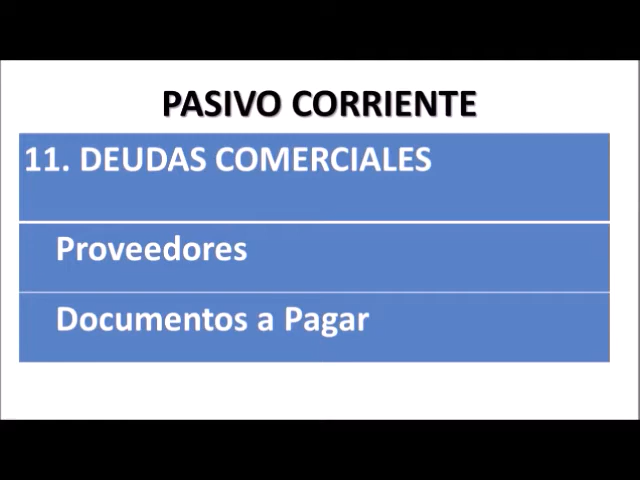 PASIVO CORRIENTE
11. DEUDAS COMERCIALES
Proveedores
Documentos a Pagar